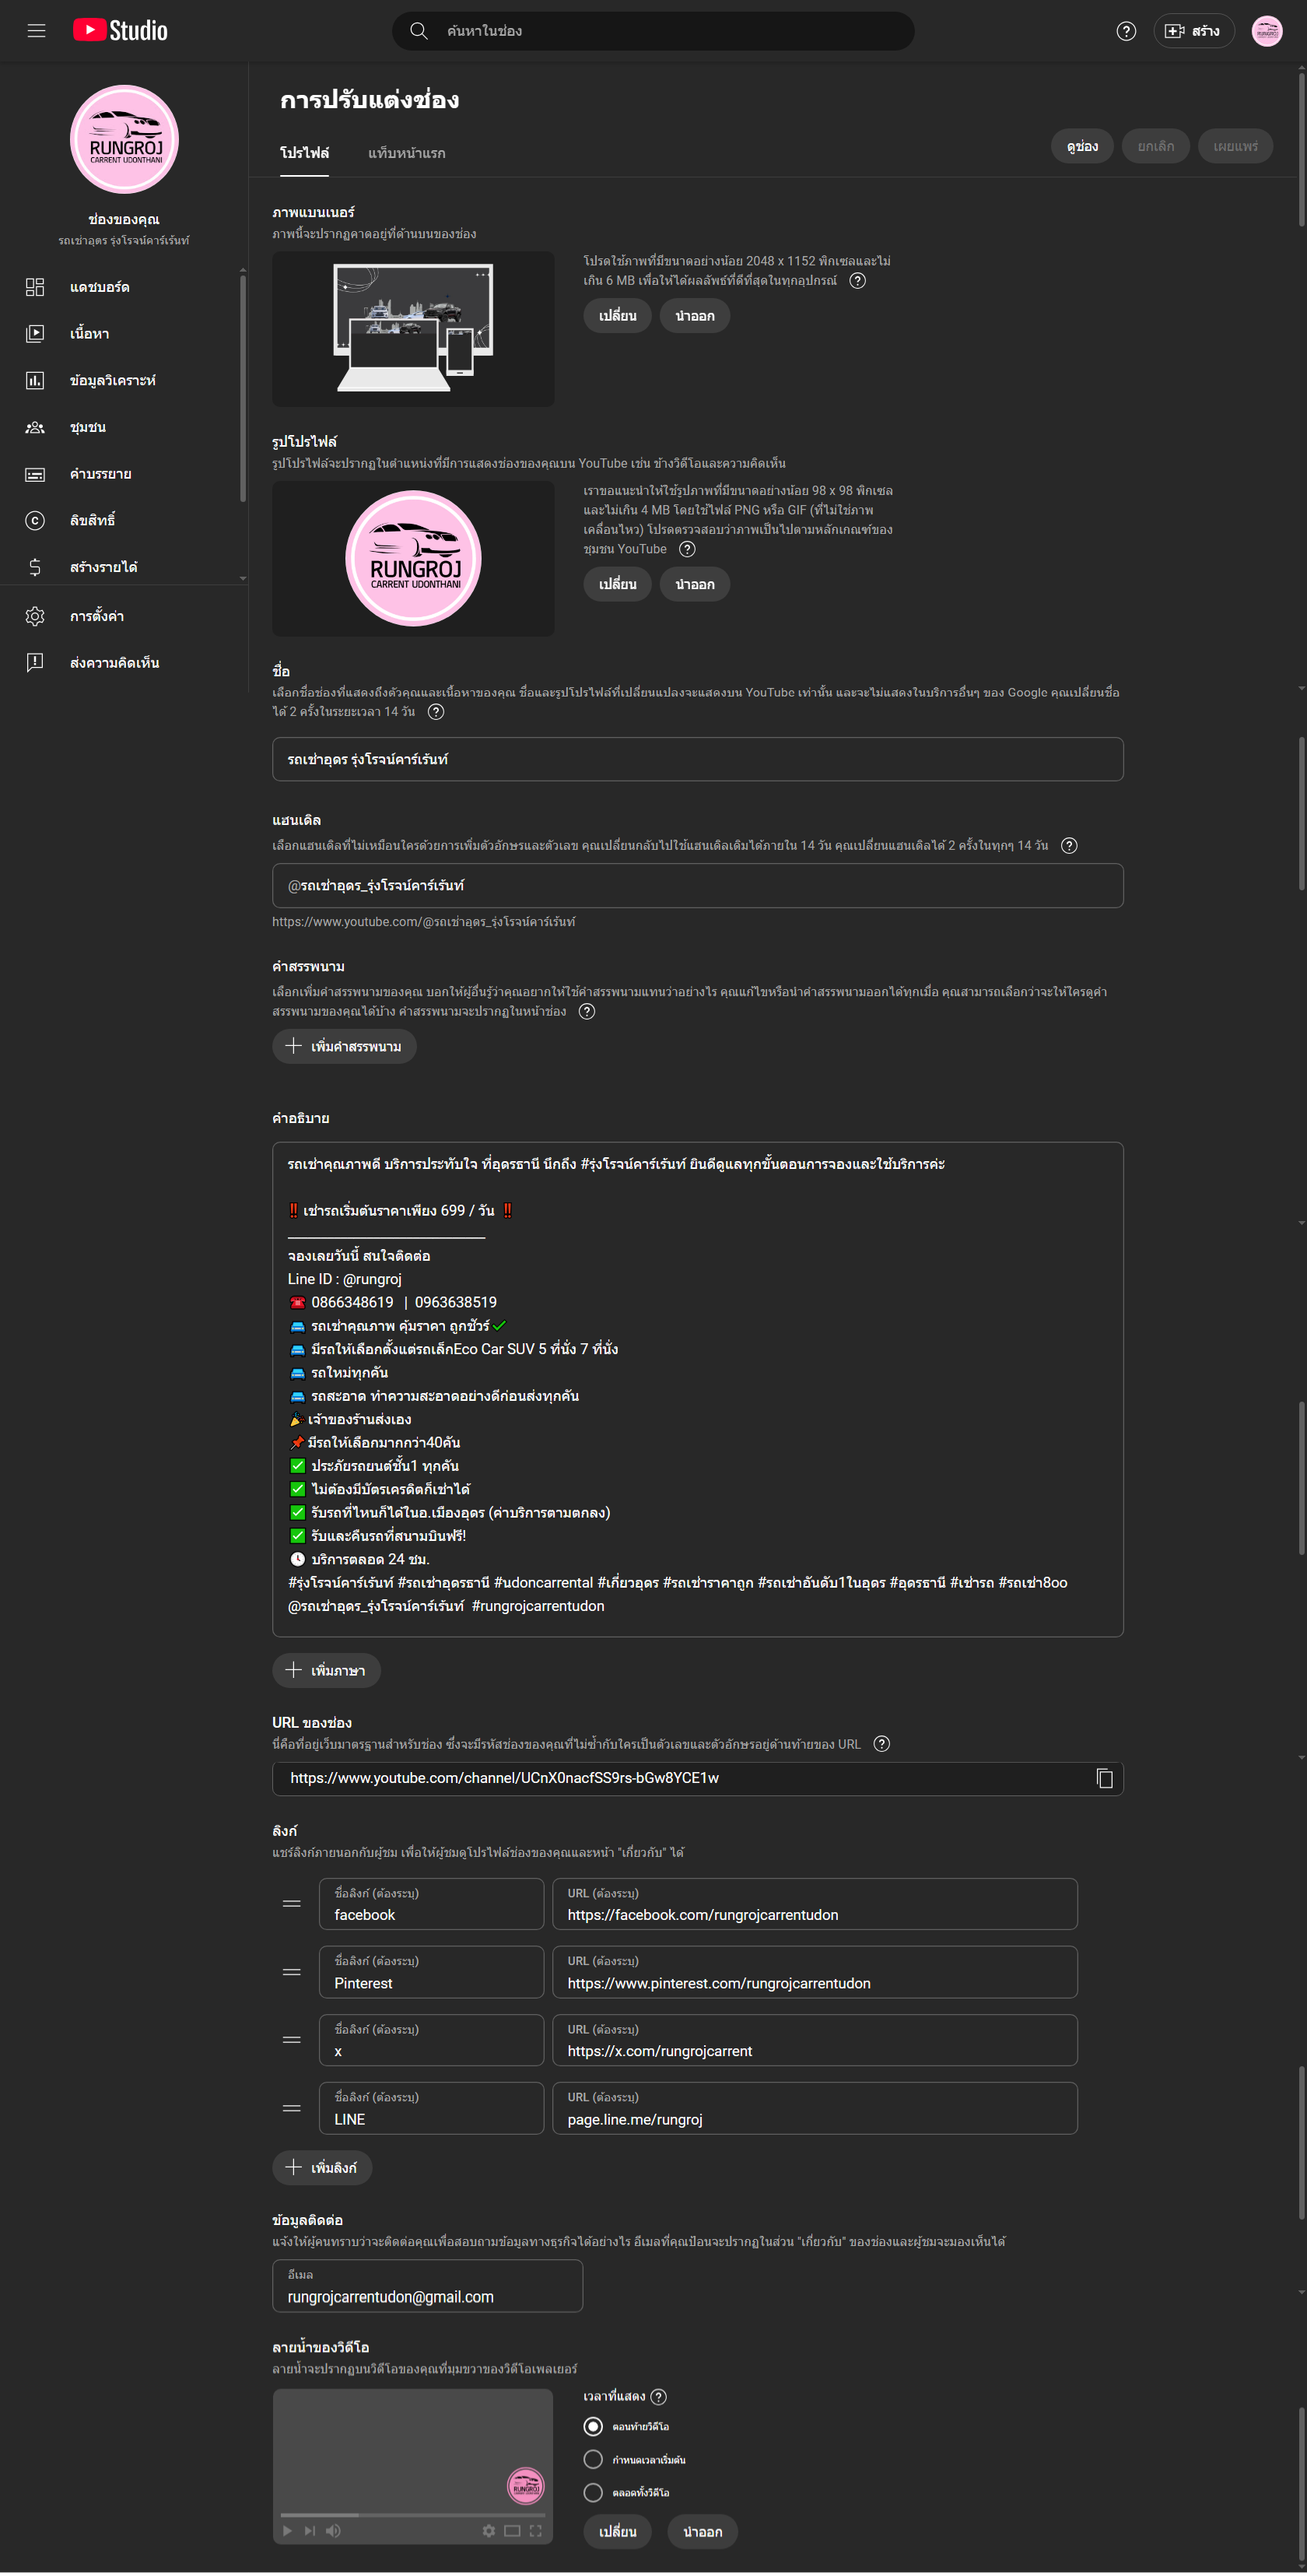 Studio
ค้นหาในช่อง
สร้าง
RUNGROJ
CARRENT UDONTHANI
ช่องของคุณ
รถเช่าอุดร รุ่งโรจน์คาร์เร้นท์
แดชบอร์ด
เนื้อหา
ข้อมูลวิเคราะห์
ชุมชน
คำบรรยาย
ลิขสิทธิ์
สร้างรายได้
การตั้งค่า
ส่งความคิดเห็น
การปรับแต่งช่อง
โปรไฟล์
แท็บหน้าแรก
ดูช่อง
ยกเลิก
เผยแพร่
ภาพแบนเนอร์
ภาพนี้จะปรากฏคาดอยู่ที่ด้านบนของช่อง
โปรดใช้ภาพที่มีขนาดอย่างน้อย 2048 x 1152 พิกเซลและไม่
เกิน 6 MB เพื่อให้ได้ผลลัพธ์ที่ดีที่สุดในทุกอุปกรณ์
เปลี่ยน
นำออก
รูปโปรไฟล์
รูปโปรไฟล์จะปรากฏในตำแหน่งที่มีการแสดงช่องของคุณบน YouTube เช่น ข้างวิดีโอและความคิดเห็น
RUNGROJ
CARRENT UDONTHANI
เราขอแนะนำให้ใช้รูปภาพที่มีขนาดอย่างน้อย 98 x 98 พิกเซล
และไม่เกิน 4 MB โดยใช้ไฟล์ PNG หรือ GIF (ที่ไม่ใช่ภาพ
เคลื่อนไหว) โปรดตรวจสอบว่าภาพเป็นไปตามหลักเกณฑ์ของ
ชุมชน YouTube
เปลี่ยน
นำออก
ชื่อ
เลือกชื่อช่องที่แสดงถึงตัวคุณและเนื้อหาของคุณ ชื่อและรูปโปรไฟล์ที่เปลี่ยนแปลงจะแสดงบน YouTube เท่านั้น และจะไม่แสดงในบริการอื่นๆ ของ Google คุณเปลี่ยนชื่อ
ได้ 2 ครั้งในระยะเวลา 14 วัน
รถเช่าอุดร รุ่งโรจน์คาร์เร้นท์
แฮนเดิล
เลือกแฮนเดิลที่ไม่เหมือนใครด้วยการเพิ่มตัวอักษรและตัวเลข คุณเปลี่ยนกลับไปใช้แฮนเดิลเดิมได้ภายใน 14 วัน คุณเปลี่ยนแฮนเดิลได้ 2 ครั้งในทุกๆ 14 วัน
@รถเช่าอุดร_รุ่งโรจน์คาร์เร้นท์
https://www.youtube.com/@รถเช่าอุดร_รุ่งโรจน์คาร์เร้นท์
คำสรรพนาม
เลือกเพิ่มคำสรรพนามของคุณ บอกให้ผู้อื่นรู้ว่าคุณอยากให้ใช้คำสรรพนามแทนว่าอย่างไร คุณแก้ไขหรือนำคำสรรพนามออกได้ทุกเมื่อ คุณสามารถเลือกว่าจะให้ใครดูคำ
สรรพนามของคุณได้บ้าง คำสรรพนามจะปรากฏในหน้าช่อง
เพิ่มคำสรรพนาม
คำอธิบาย
รถเช่าคุณภาพดี บริการประทับใจ ที่อุดรธานี นึกถึง #รุ่งโรจน์คาร์เร้นท์ ยินดีดูแลทุกขั้นตอนการจองและใช้บริการค่ะ
‼️ เช่ารถเริ่มต้นราคาเพียง 699 / วัน ‼️
จองเลยวันนี้ สนใจติดต่อ
Line ID : @rungroj
☎️ 0866348619 | 0963638519
🚘 รถเช่าคุณภาพ คุ้มราคา ถูกชัวร์✔️
🚘 มีรถให้เลือกตั้งแต่รถเล็กEco Car SUV 5 ที่นั่ง 7 ที่นั่ง
🚘 รถใหม่ทุกคัน
🚘 รถสะอาด ทำความสะอาดอย่างดีก่อนส่งทุกคัน
🎉เจ้าของร้านส่งเอง
📌มีรถให้เลือกมากกว่า40คัน
✅ ประภัยรถยนต์ชั้น1 ทุกคัน
✅ ไม่ต้องมีบัตรเครดิตก็เช่าได้
✅ รับรถที่ไหนก็ได้ในอ.เมืองอุดร (ค่าบริการตามตกลง)
✅ รับและคืนรถที่สนามบินฟรี!
🕓 บริการตลอด 24 ชม.
#รุ่งโรจน์คาร์เร้นท์ #รถเช่าอุดรธานี #udoncarrental #เกี่ยวอุดร #รถเช่าราคาถูก #รถเช่าอันดับ1ในอุดร #อุดรธานี #เช่ารถ #รถเช่า8oo
@รถเช่าอุดร_รุ่งโรจน์คาร์เร้นท์ #rungrojcarrentudon
เพิ่มภาษา
URL ของช่อง
นี่คือที่อยู่เว็บมาตรฐานสำหรับช่อง ซึ่งจะมีรหัสช่องของคุณที่ไม่ซ้ำกับใครเป็นตัวเลขและตัวอักษรอยู่ด้านท้ายของ URL
https://www.youtube.com/channel/UCnX0nacfSS9rs-bGw8YCE1w
ลิงก์
แชร์ลิงก์ภายนอกกับผู้ชม เพื่อให้ผู้ชมดูโปรไฟล์ช่องของคุณและหน้า "เกี่ยวกับ" ได้
ชื่อลิงก์ (ต้องระบุ)
facebook
URL (ต้องระบุ)
https://facebook.com/rungrojcarrentudon
ชื่อลิงก์ (ต้องระบุ)
Pinterest
URL (ต้องระบุ)
https://www.pinterest.com/rungrojcarrentudon
ชื่อลิงก์ (ต้องระบุ)
x
URL (ต้องระบุ)
https://x.com/rungrojcarrent
ชื่อลิงก์ (ต้องระบุ)
LINE
URL (ต้องระบุ)
page.line.me/rungroj
เพิ่มลิงก์
ข้อมูลติดต่อ
แจ้งให้ผู้คนทราบว่าจะติดต่อคุณเพื่อสอบถามข้อมูลทางธุรกิจได้อย่างไร อีเมลที่คุณป้อนจะปรากฏในส่วน "เกี่ยวกับ" ของช่องและผู้ชมจะมองเห็นได้
อีเมล
rungrojcarrentudon@gmail.com
ลายน้ำของวิดีโอ
ลายน้ำจะปรากฏบนวิดีโอของคุณที่มุมขวาของวิดีโอเพลเยอร์
RUNGROJ
เวลาที่แสดง
ตอนท้ายวิดีโอ
กำหนดเวลาเริ่มต้น
ตลอดทั้งวิดีโอ
เปลี่ยน
นำออก